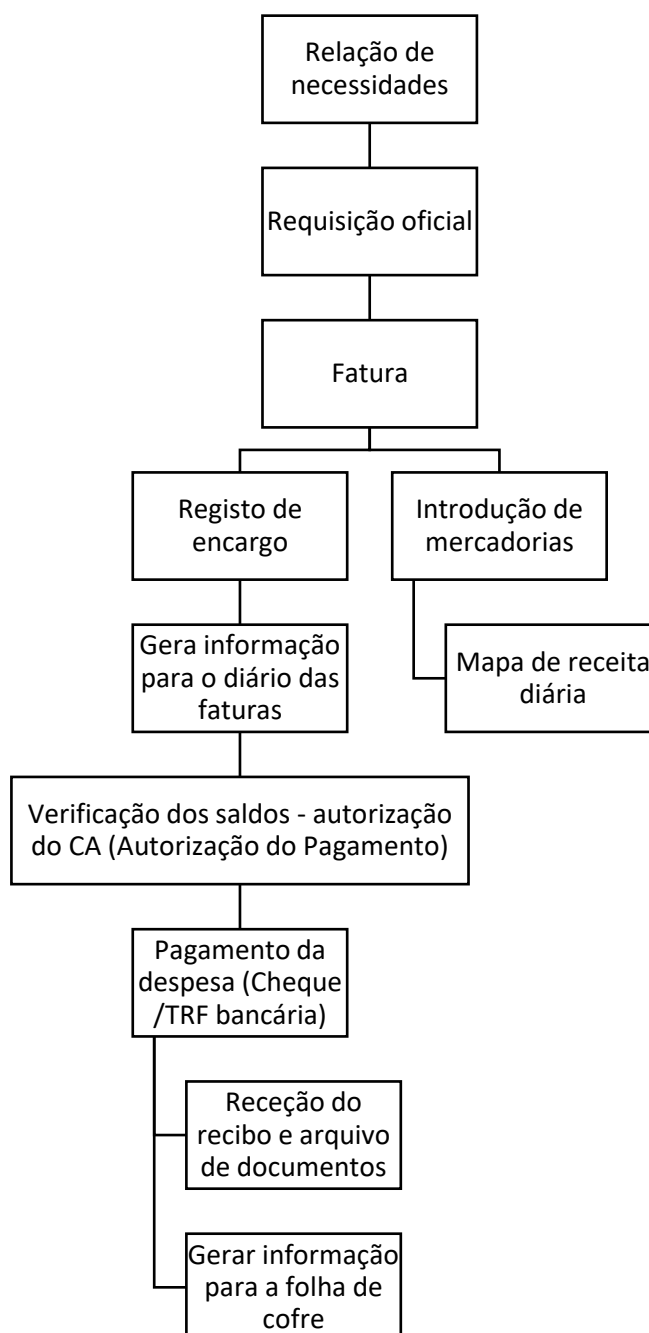 Relação de
necessidades
Requisição oficial
Fatura
Registo de
encargo
Introdução de
mercadorias
Gera informação
para o diário das
faturas
Mapa de receita
diária
Verificação dos saldos - autorização
do CA (Autorização do Pagamento)
Pagamento da
despesa (Cheque
/TRF bancária)
Receção do
recibo e arquivo
de documentos
Gerar informação
para a folha de
cofre